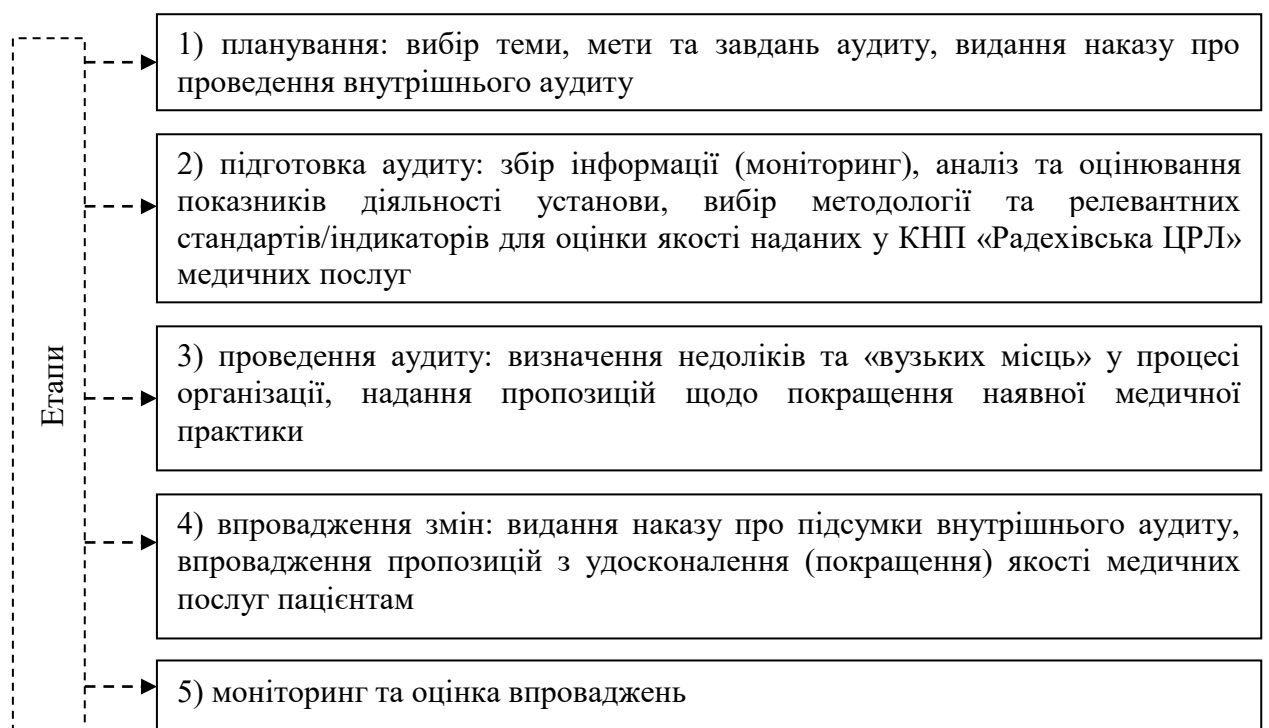 1) планування: вибір теми, мети та завдань аудиту, видання наказу про
проведення внутрішнього аудиту
2) підготовка аудиту: збір інформації (моніторинг), аналіз та оцінювання
показників діяльності установи, вибір методології та релевантних
стандартів/індикаторів для оцінки якості наданих у КНП «Радехівська ЦРЛ»
медичних послуг
Етапи
3) проведення аудиту: визначення недоліків та «вузьких місць» у процесі
організації, надання пропозицій щодо покращення наявної медичної
практики
4) впровадження змін: видання наказу про підсумки внутрішнього аудиту,
впровадження пропозицій з удосконалення (покращення) якості медичних
послуг пацієнтам
5) моніторинг та оцінка впроваджень